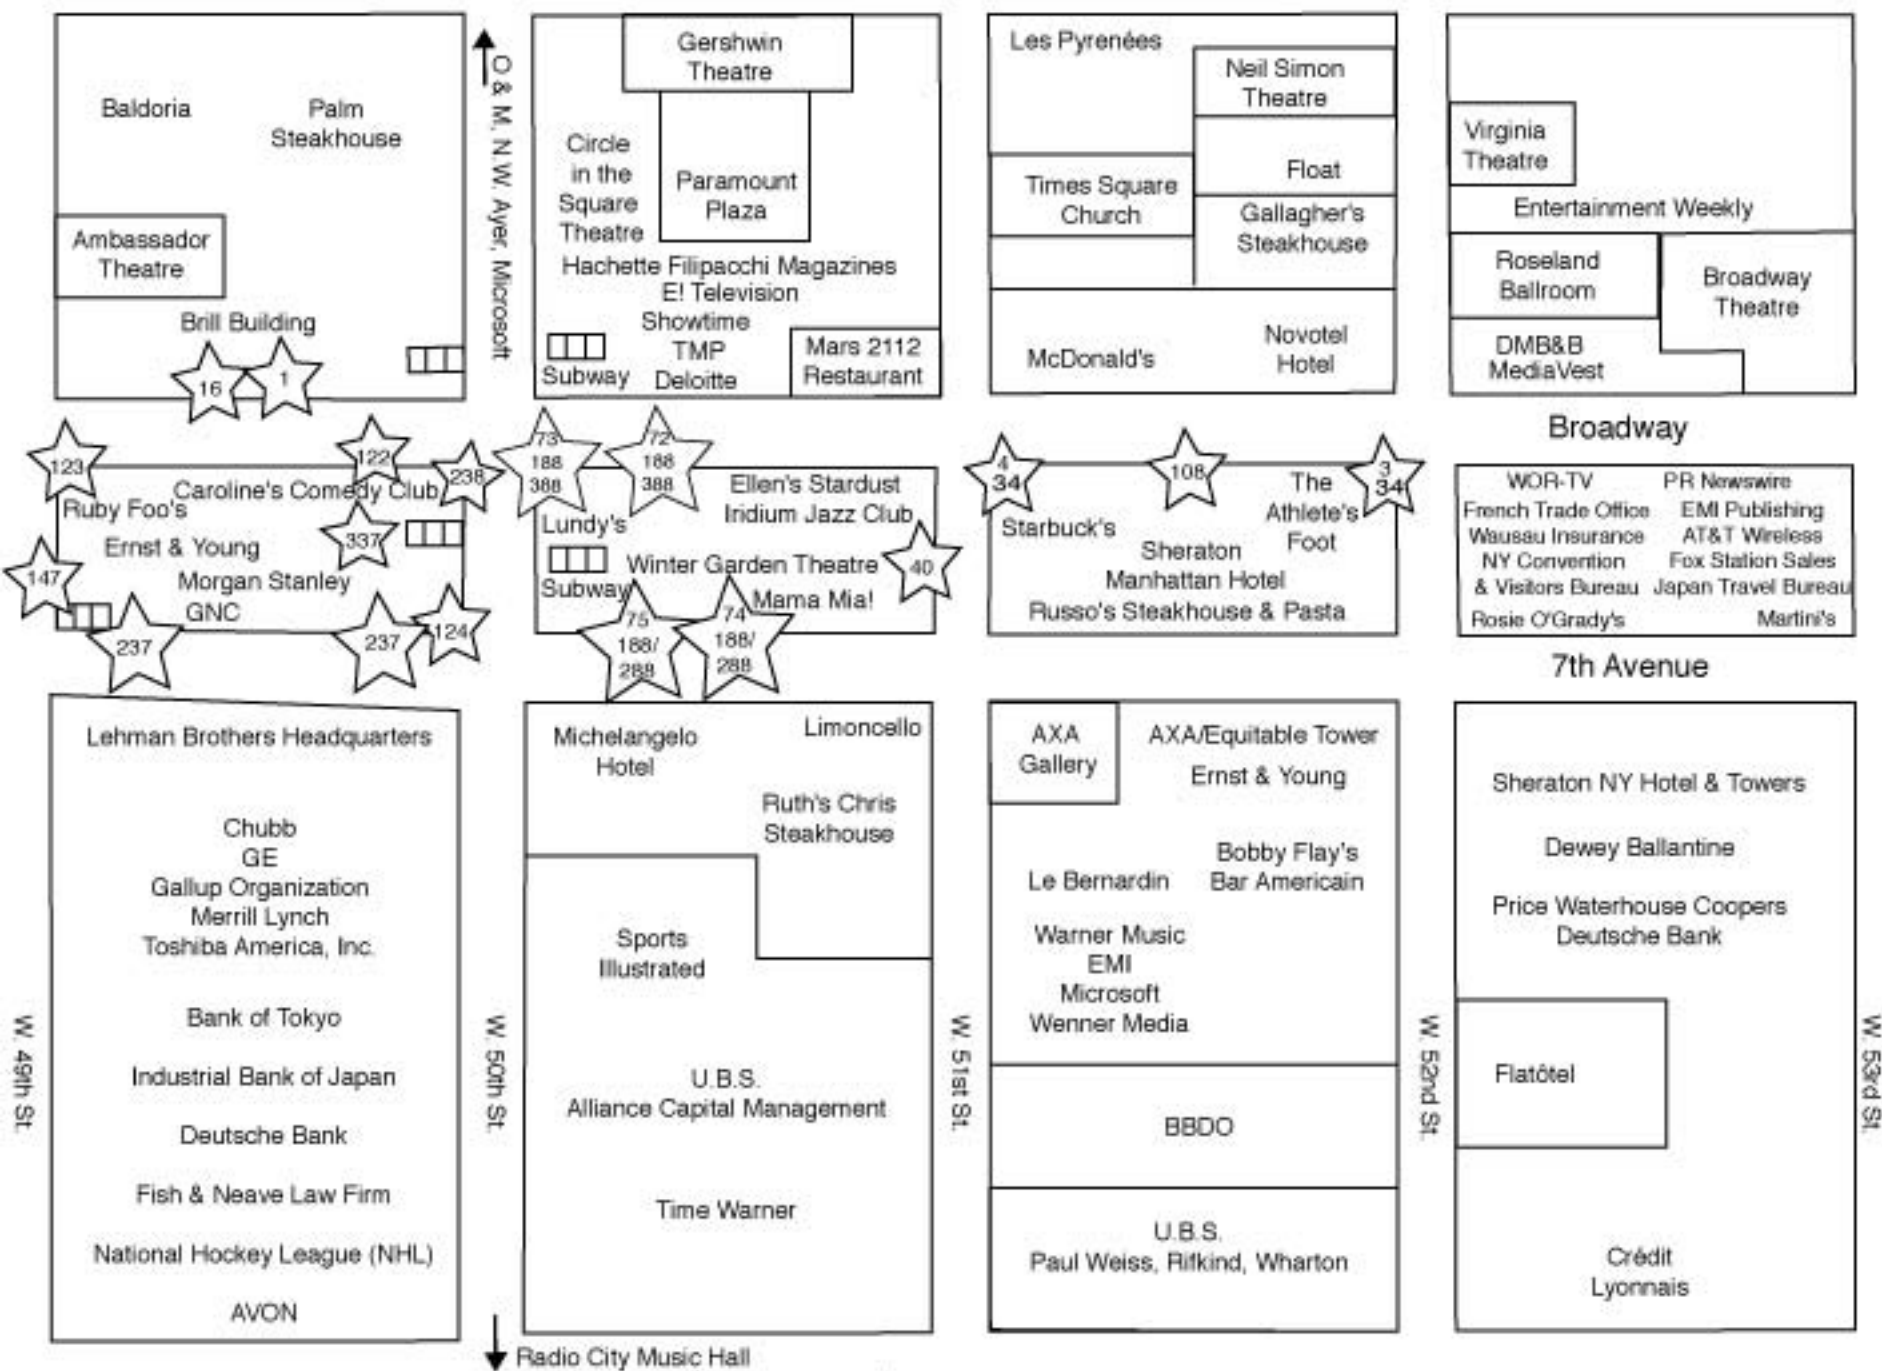 Baldoria
Palm
Steakhouse
Ambassador
Theatre
Brill Building
16
1
O & M, N.W. Ayer, Microsoft
Gershwin
Theatre
Circle
in the
Square
Theatre
Paramount
Plaza
Hachette Filipacchi Magazines
E! Television
Showtime
TMP
Deloitte
Subway
Mars 2112
Restaurant
Les Pyrenées
Neil Simon
Theatre
Float
Times Square
Church
Gallagher's
Steakhouse
McDonald's
Novotel
Hotel
Virginia
Theatre
Entertainment Weekly
Roseland
Ballroom
Broadway
Theatre
DMB&B
MediaVest
Broadway
123
122
238
Caroline's Comedy Club
Ruby Foo's
337
Ernst & Young
147
Morgan Stanley
GNC
237
237
124
73
188
388
72
188
388
Ellen's Stardust
Iridium Jazz Club
Lundy's
Winter Garden Theatre
40
Subway
Mama Mia!
75
188/
288
74
188/
288
4
34
108
3
34
The
Athlete's
Foot
Starbuck's
Sheraton
Manhattan Hotel
Russo's Steakhouse & Pasta
WOR-TV
PR Newswire
French Trade Office
EMI Publishing
Wausau Insurance
AT&T Wireless
NY Convention
& Visitors Bureau
Fox Station Sales
Japan Travel Bureau
Rosie O'Grady's
Martini's
7th Avenue
Lehman Brothers Headquarters
Chubb
GE
Gallup Organization
Merrill Lynch
Toshiba America, Inc.
Bank of Tokyo
Industrial Bank of Japan
Deutsche Bank
Fish & Neave Law Firm
National Hockey League (NHL)
AVON
Michelangelo
Hotel
Limoncello
Ruth's Chris
Steakhouse
Sports
Illustrated
U.B.S.
Alliance Capital Management
Time Warner
AXA
Gallery
AXA/Equitable Tower
Ernst & Young
Bobby Flay's
Bar Americain
Le Bernardin
Warner Music
EMI
Microsoft
Wenner Media
BBDO
U.B.S.
Paul Weiss, Rifkind, Wharton
Sheraton NY Hotel & Towers
Dewey Ballantine
Price Waterhouse Coopers
Deutsche Bank
Flatôtel
Crédit
Lyonnais
W. 49th St.
W. 50th St.
W. 51st St.
W. 52nd St.
W. 53rd St.
Radio City Music Hall